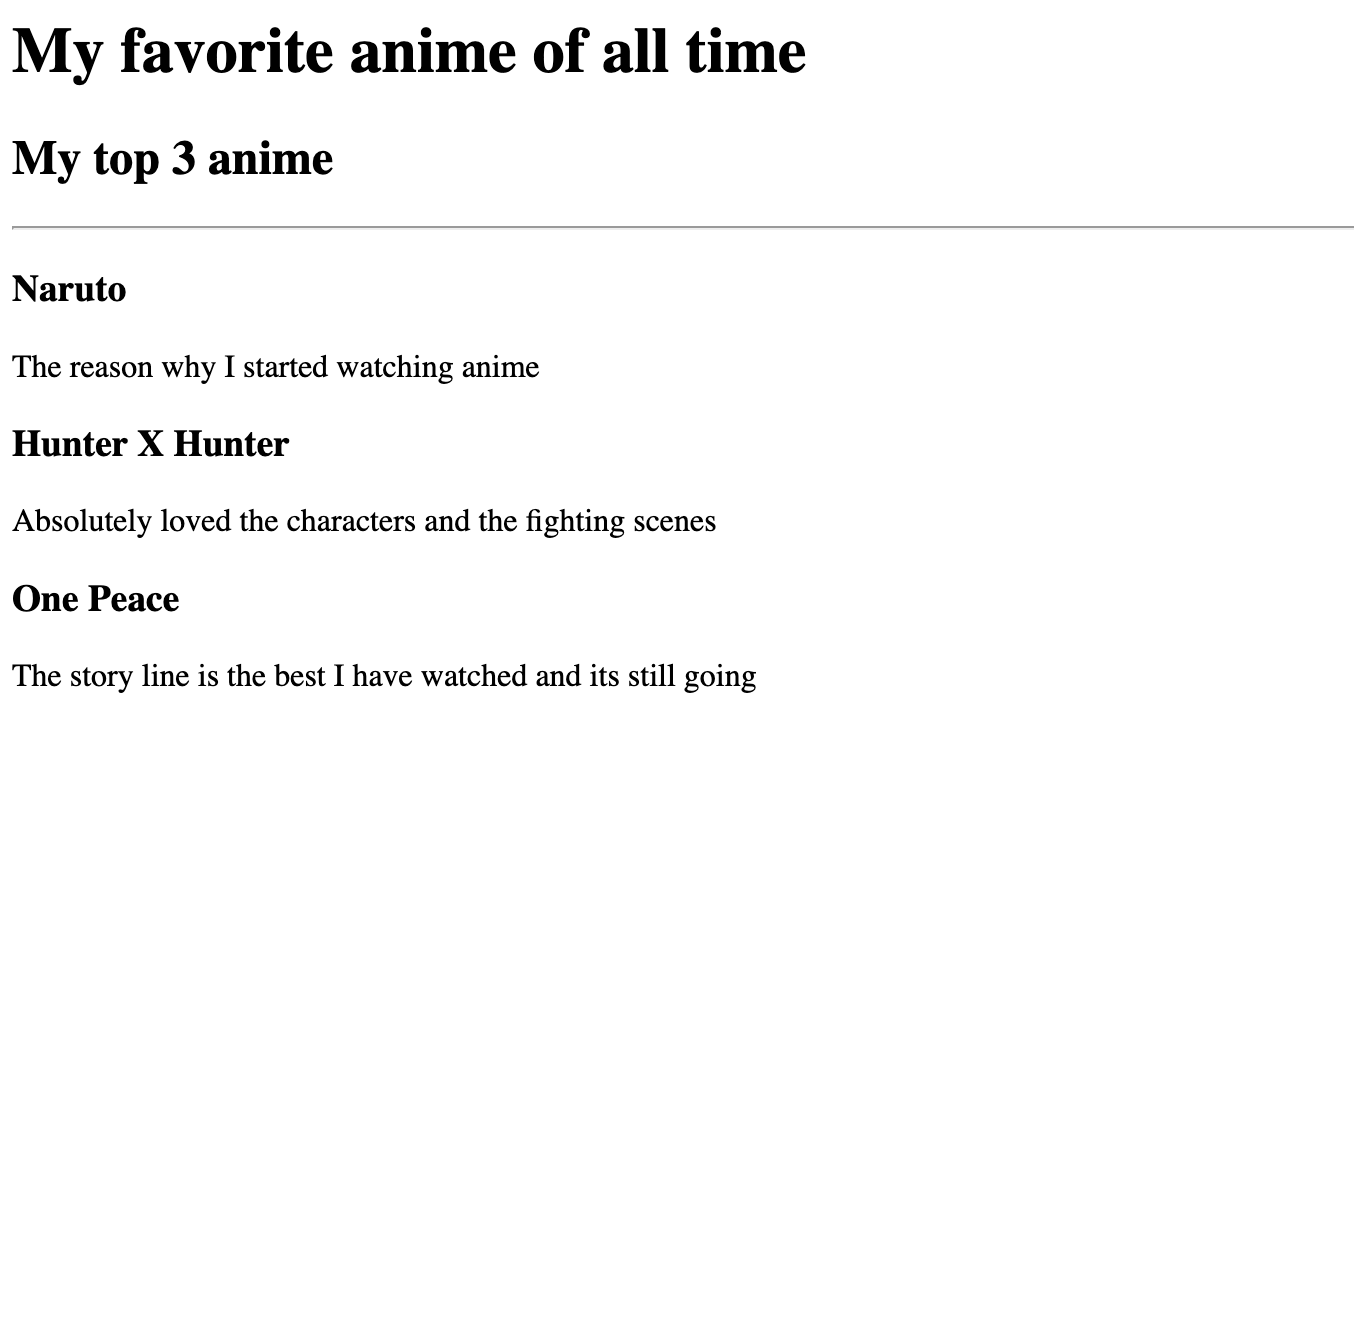 My favorite anime of all time
My top 3 anime
Naruto
The reason why I started watching anime
Hunter X Hunter
Absolutely loved the characters and the fighting scenes
One Peace
The story line is the best I have watched and its still going